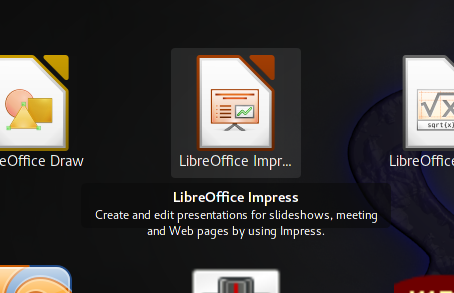 eOffice Draw
LibreOffice Impr...
LibreOffice
sqrt{x}
LibreOffice Impress
Create and edit presentations for slideshows, meeting
and Web pages by using Impress.